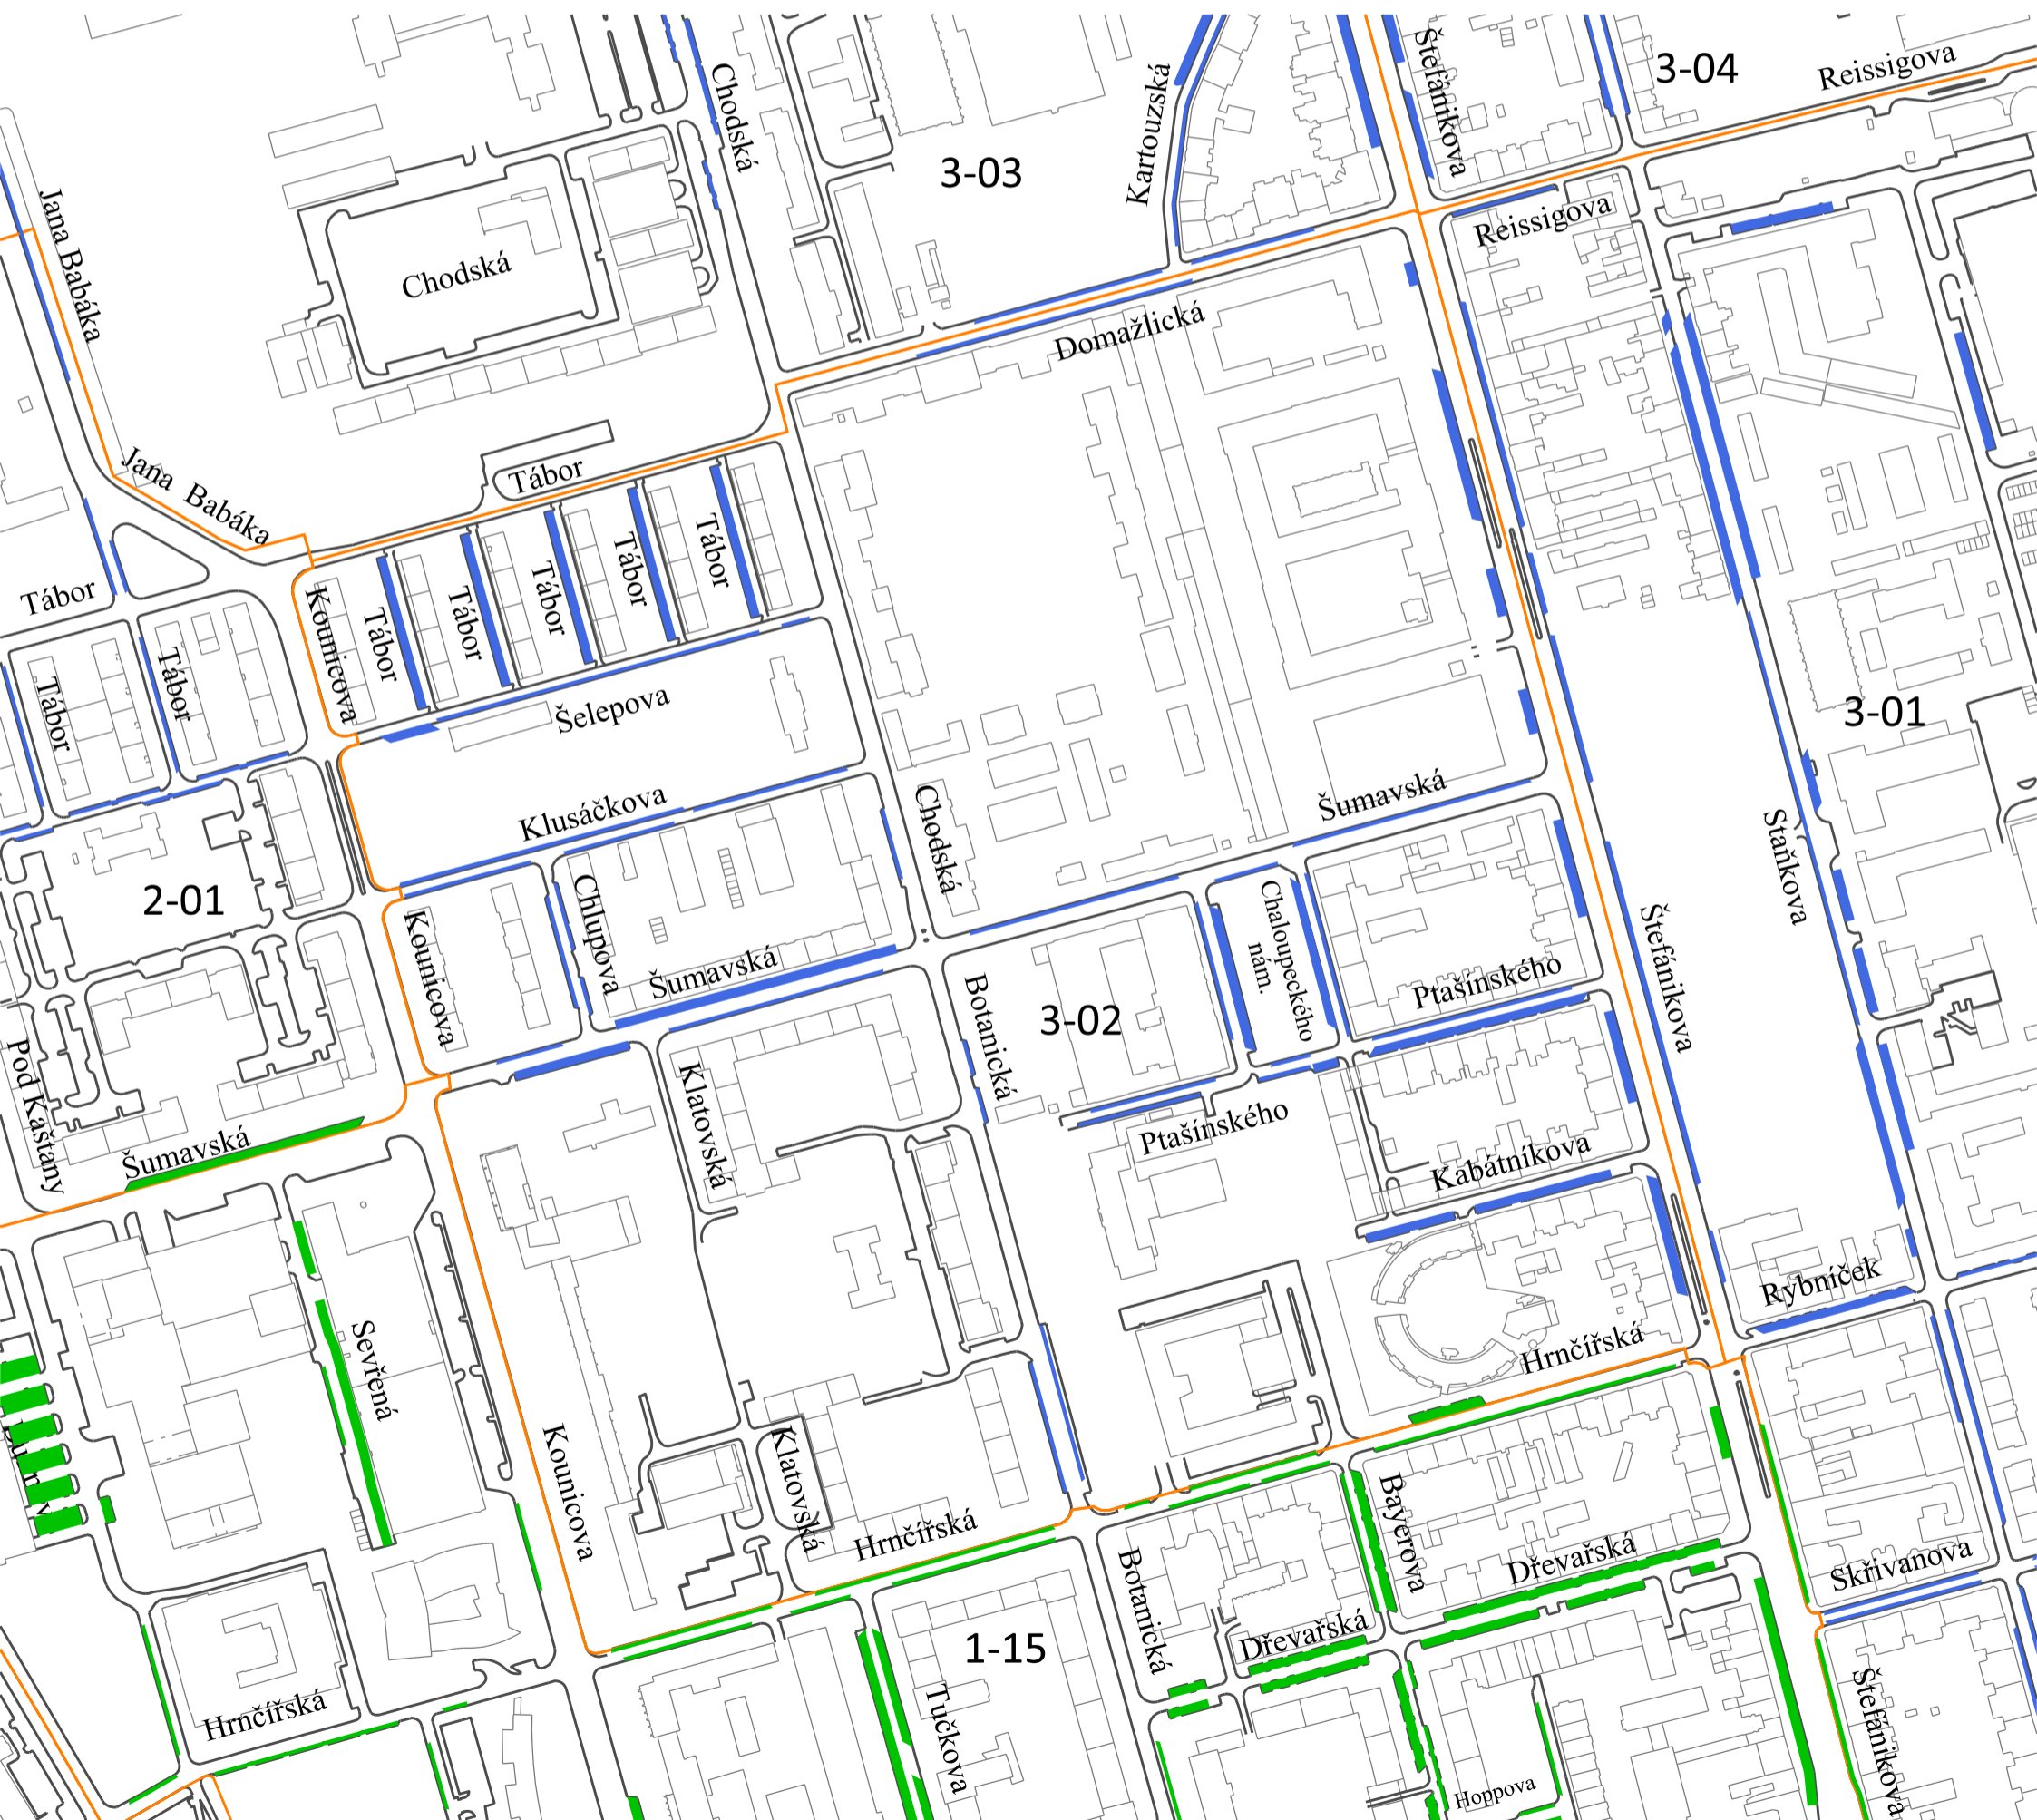 Štefánikova
3-04
Reissigova
Chodská
Kartouzská
3-03
Jana Babáka
Reissigova
Chodská
Domažlická
Jana Babáka
Tábor
Tábor
Tábor
Tábor
Tábor
Tábor
Tábor
Kounicova
Tábor
Tábor
Šelepova
3-01
Klusáčkova
Šumavská
Chodská
Staňkova
2-01
Chlupova
Chaloupeckého
nám.
Kounicova
Šumavská
Botanická
3-02
Ptašínského
Štefánikova
Pod Kaštany
Klatovská
Šumavská
Ptašínského
Kabátníkova
Rybníček
Sevřená
Hrnčířská
Kounicova
Klatovská
Hrnčířská
Bayerova
Botanická
Dřevařská
Skřivanova
Dřevařská
1-15
Hrnčířská
Tučkova
Štefánikova
Hoppova